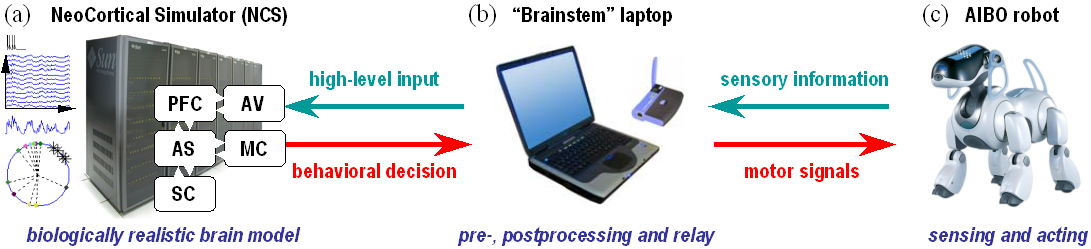 (a) NeoCortical Simulator (NCS)
(b) “Brainstem” laptop
(c) AIBO robot
Sun
PFC AV
AS MC
SC
high-level input
behavioral decision
sensory information
motor signals
biologically realistic brain model
pre-, postprocessing and relay
sensing and acting